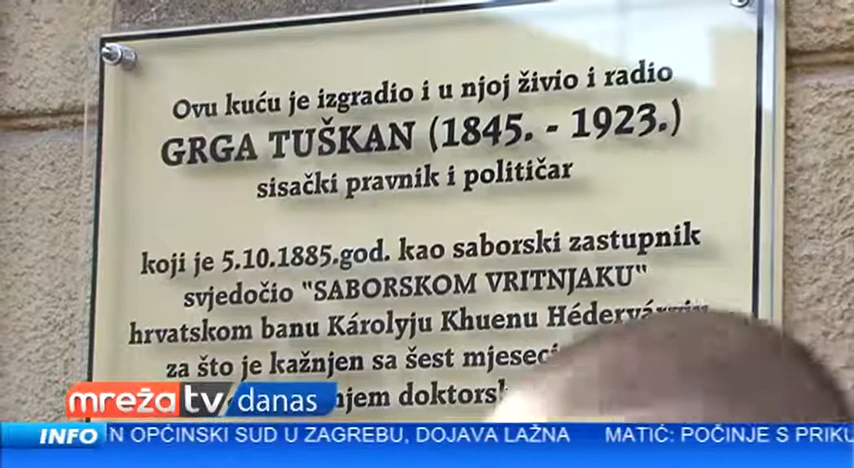 Ovu kuću je izgradio i u njoj živio i radio
GRGA TUŠKAN (1845. - 1923.)
sisački pravnik i političar
koji je 5.10.1885.god. kao saborski zastupnik
svjedočio "SABORSKOM VRITNJAKU"
hrvatskom banu Károlyju Khuenu
za što je kažnjen sa šest
mreža tv danas
INFO N OPĆINSKI SUD U ZAGREBU, DOJAVA LAŽNA MATIĆ: POČINJE S